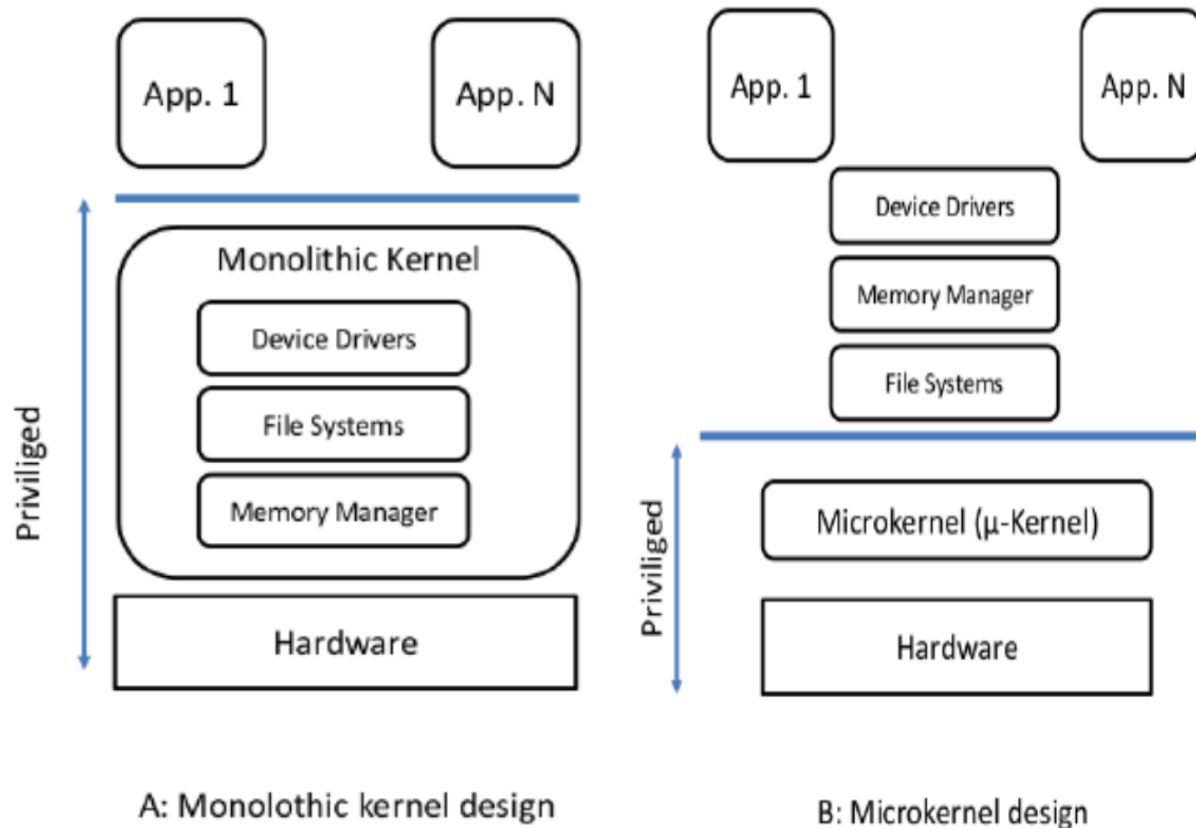 App. 1
App. N
Priviliged
Monolithic Kernel
Device Drivers
File Systems
Memory Manager
Hardware
A: Monolothic kernel design
App. 1
App. N
Device Drivers
Memory Manager
File Systems
Priviliged
Microkernel (μ-Kernel)
Hardware
B: Microkernel design